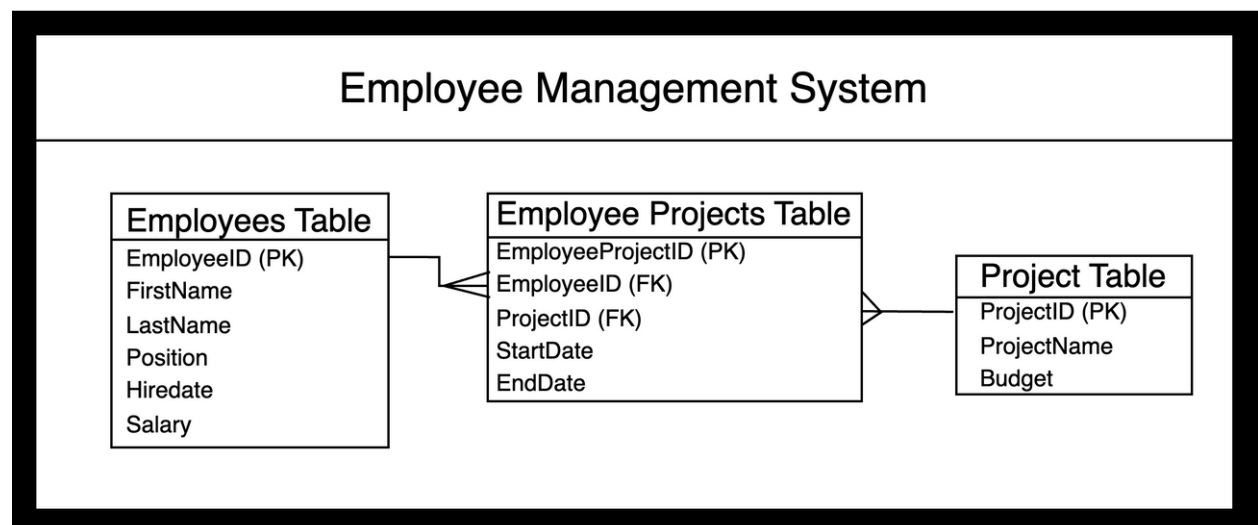 Employee Management System
Employees Table
EmployeeID (PK)
FirstName
LastName
Position
Hiredate
Salary
Employee Projects Table
EmployeeProjectID (PK)
EmployeeID (FK)
ProjectID (FK)
StartDate
EndDate
Project Table
ProjectID (PK)
ProjectName
Budget